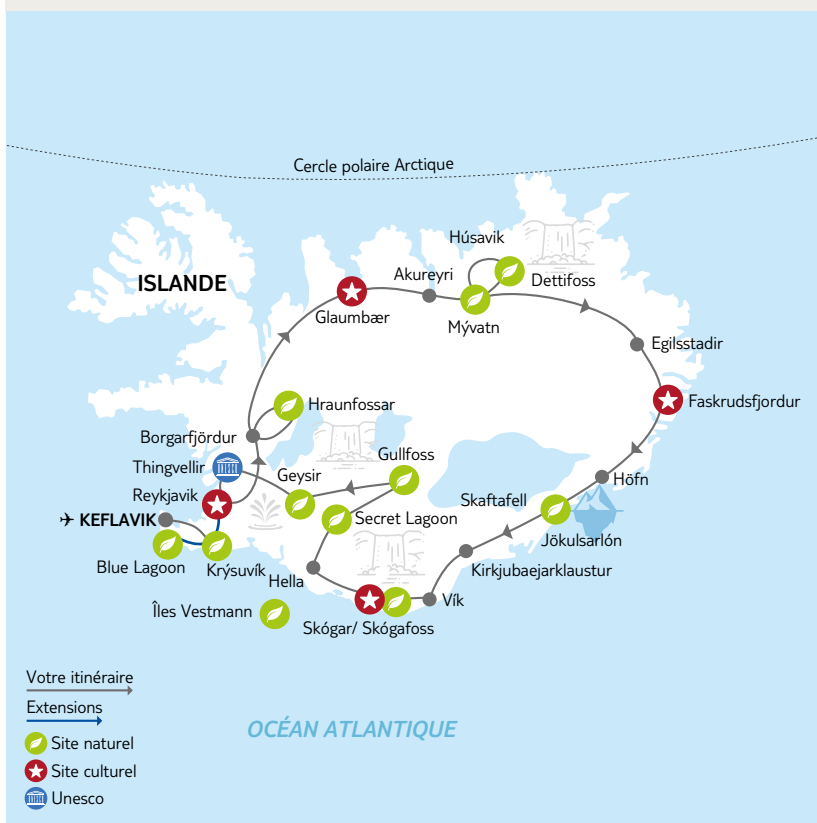 Cercle polaire Arctique
ISLANDE
Húsavik
Akureyri
Dettifoss
Glaumbær
Mývatn
Egilsstadir
Faskrudsfjordur
Hraunfossar
Borgarfjördur
Thingvellir
Geysir
Gullfoss
Höfn
Reykjavik
Skaftafell
KEFLAVIK
Secret Lagoon
Jökulsarlón
Blue Lagoon
Krýsuvík
Hella
Kirkjubaejarklaustur
Îles Vestmann
Vík
Skógar/ Skógafoss
Votre itinéraire
Extensions
OCÉAN ATLANTIQUE
Site naturel
Site culturel
Unesco